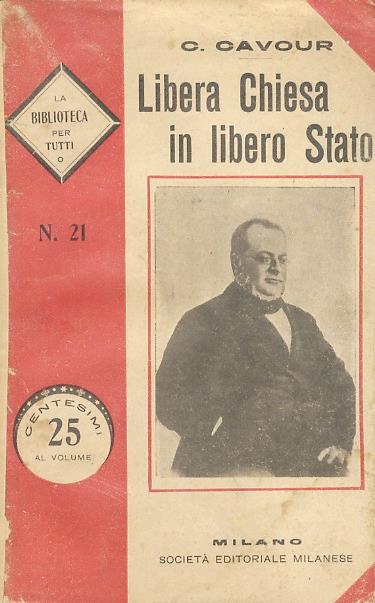 C. CAVOUR
Libera Chiesa
in libero Stato
LA
BIBLIOTECA
PER
TUTTI
N. 21
CENTESIMI
25
AL VOLUME
MILANO
SOCIETÀ EDITORIALE MILANESE